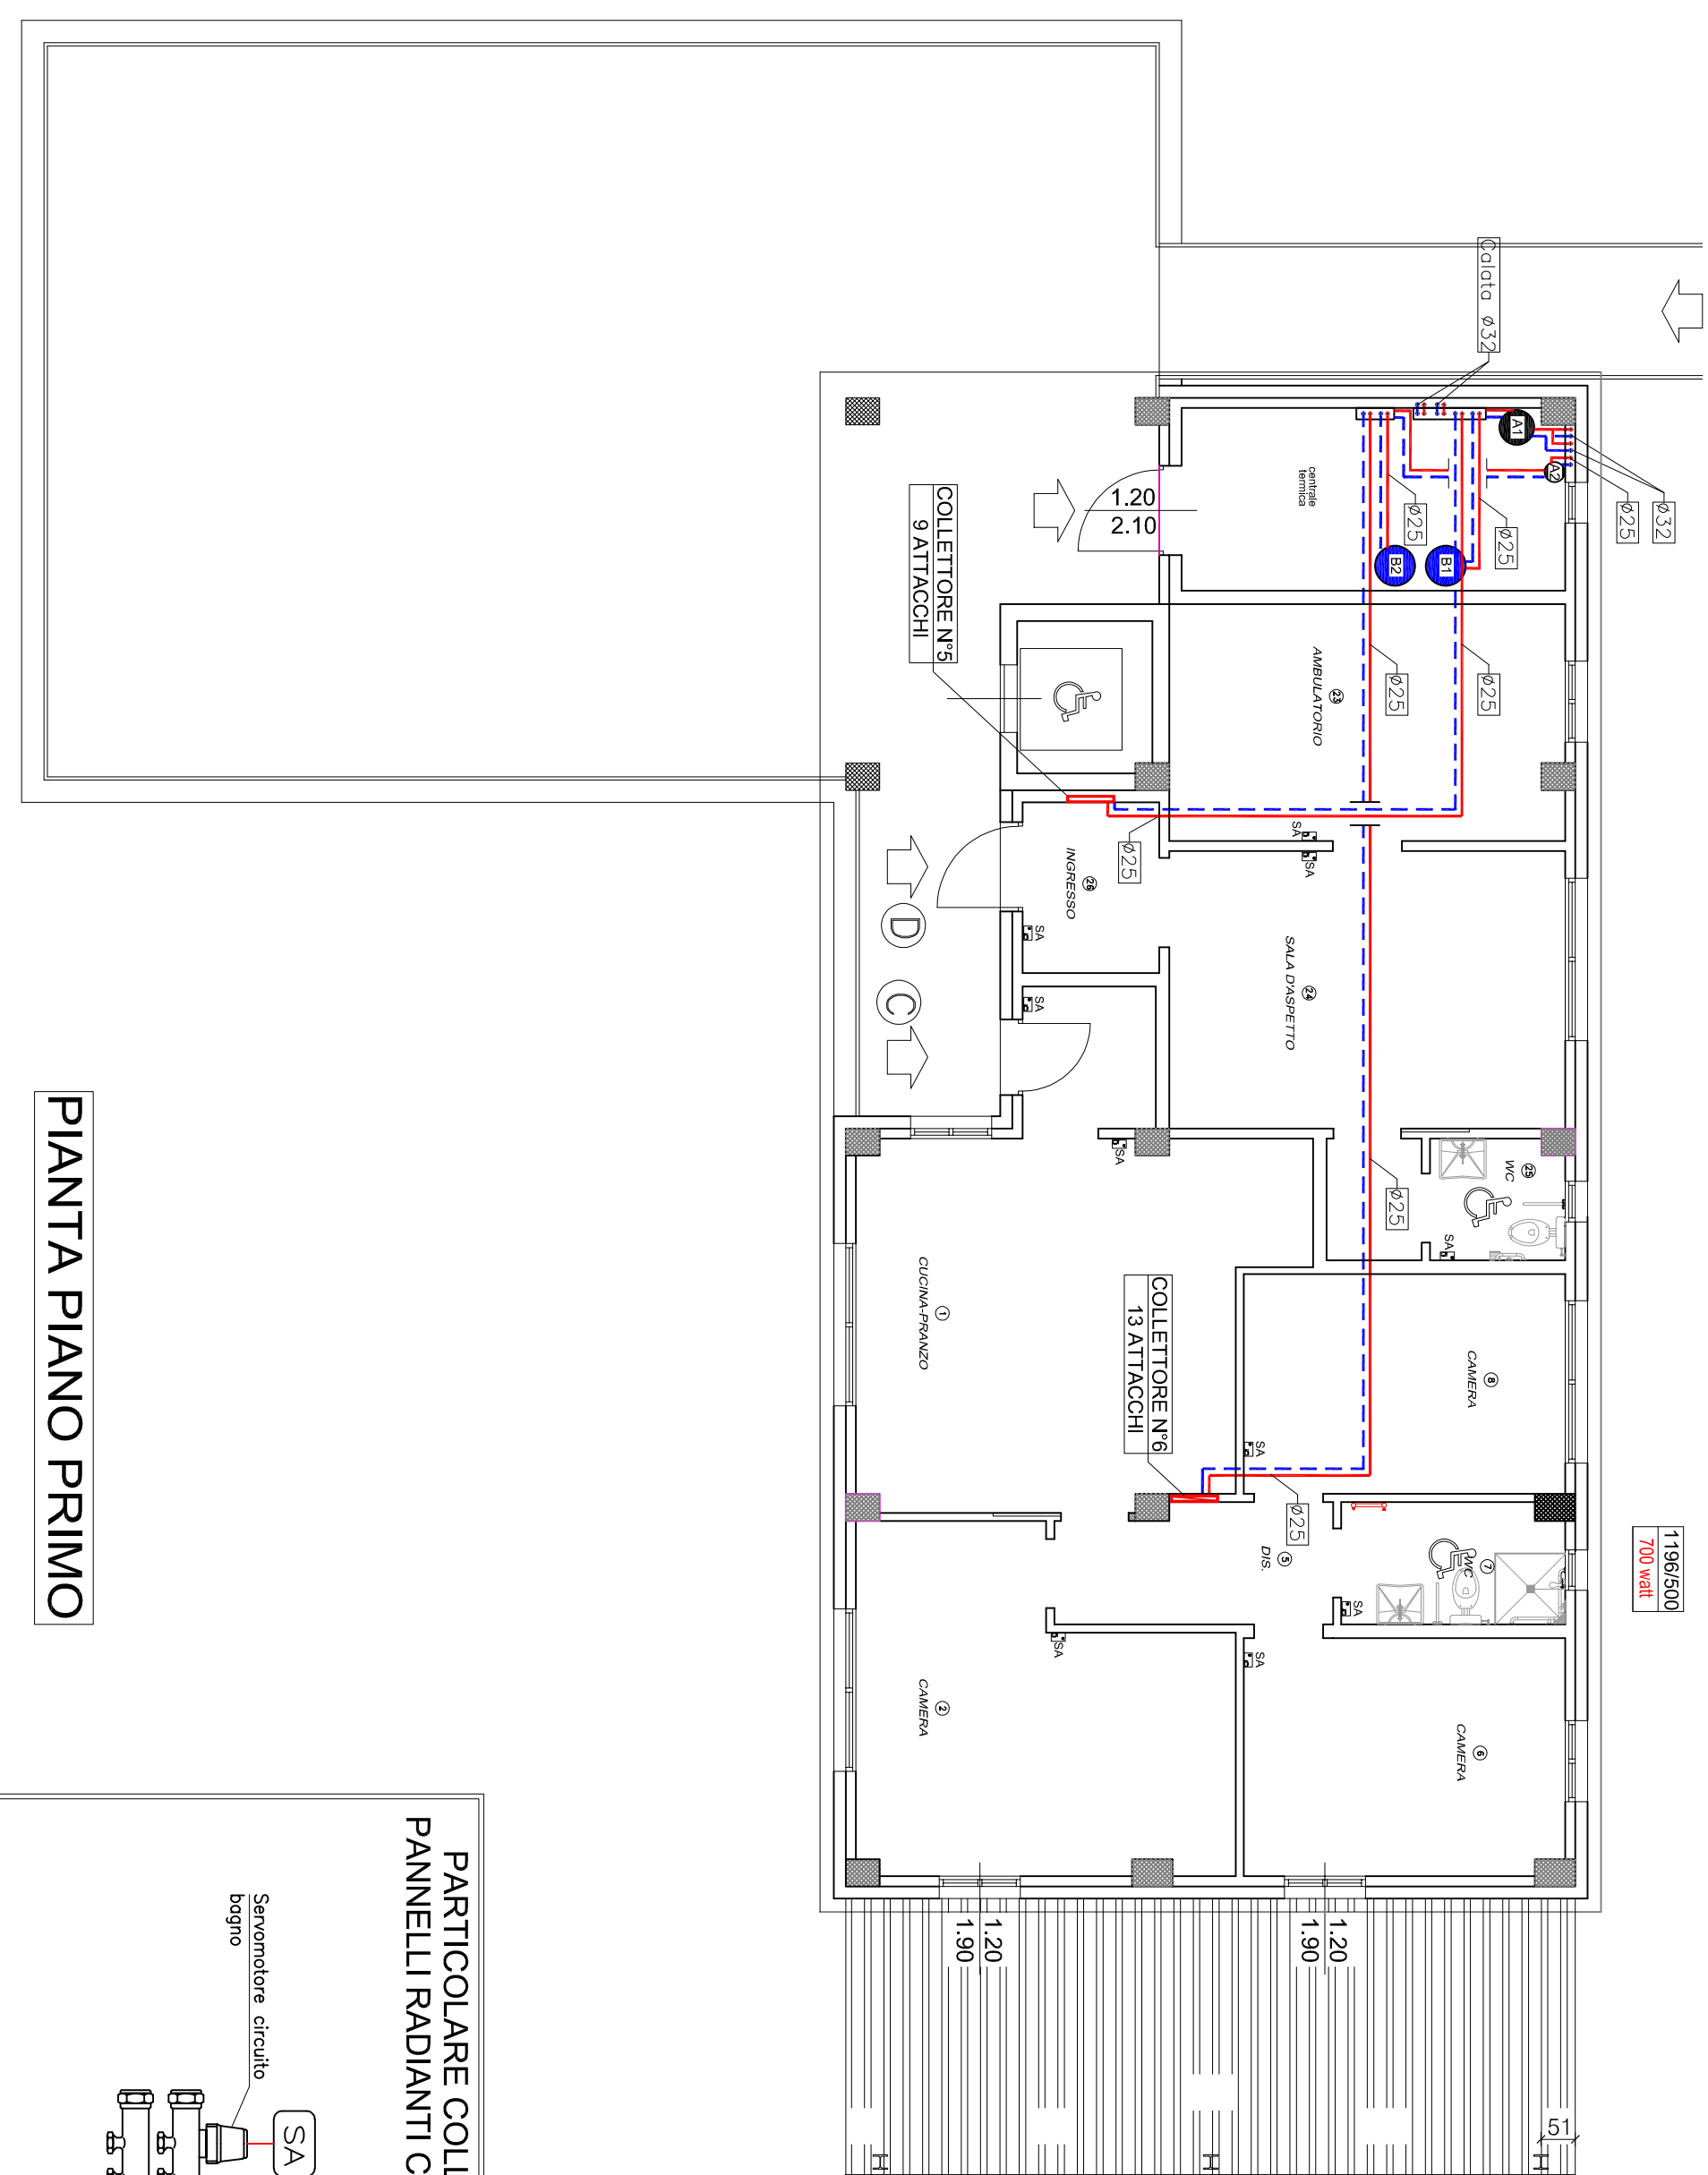 Calata ø32
ø32
ø25
A1
A2
ø25
ø25
B1
B2
centrale
termica
1.20
2.10
COLLETTORE N°5
9 ATTACCHI
ø25
ø25
23
AMBULATORIO
SA
SA
ø25
26
INGRESSO
SA
SA
D
C
24
SALA D'ASPETTO
SA
25
WC
SA
ø25
1
CUCINA-PRANZO
COLLETTORE N°6
13 ATTACCHI
8
CAMERA
SA
ø25
5
DIS.
7
WC
SA
SA
SA
2
CAMERA
6
CAMERA
1196/500
700 watt
1.20
1.90
1.20
1.90
51
H
H
H
PIANTA PIANO PRIMO
PARTICOLARE COLL
PANNELLI RADIANTI C
Servomotore circuito
bagno
SA